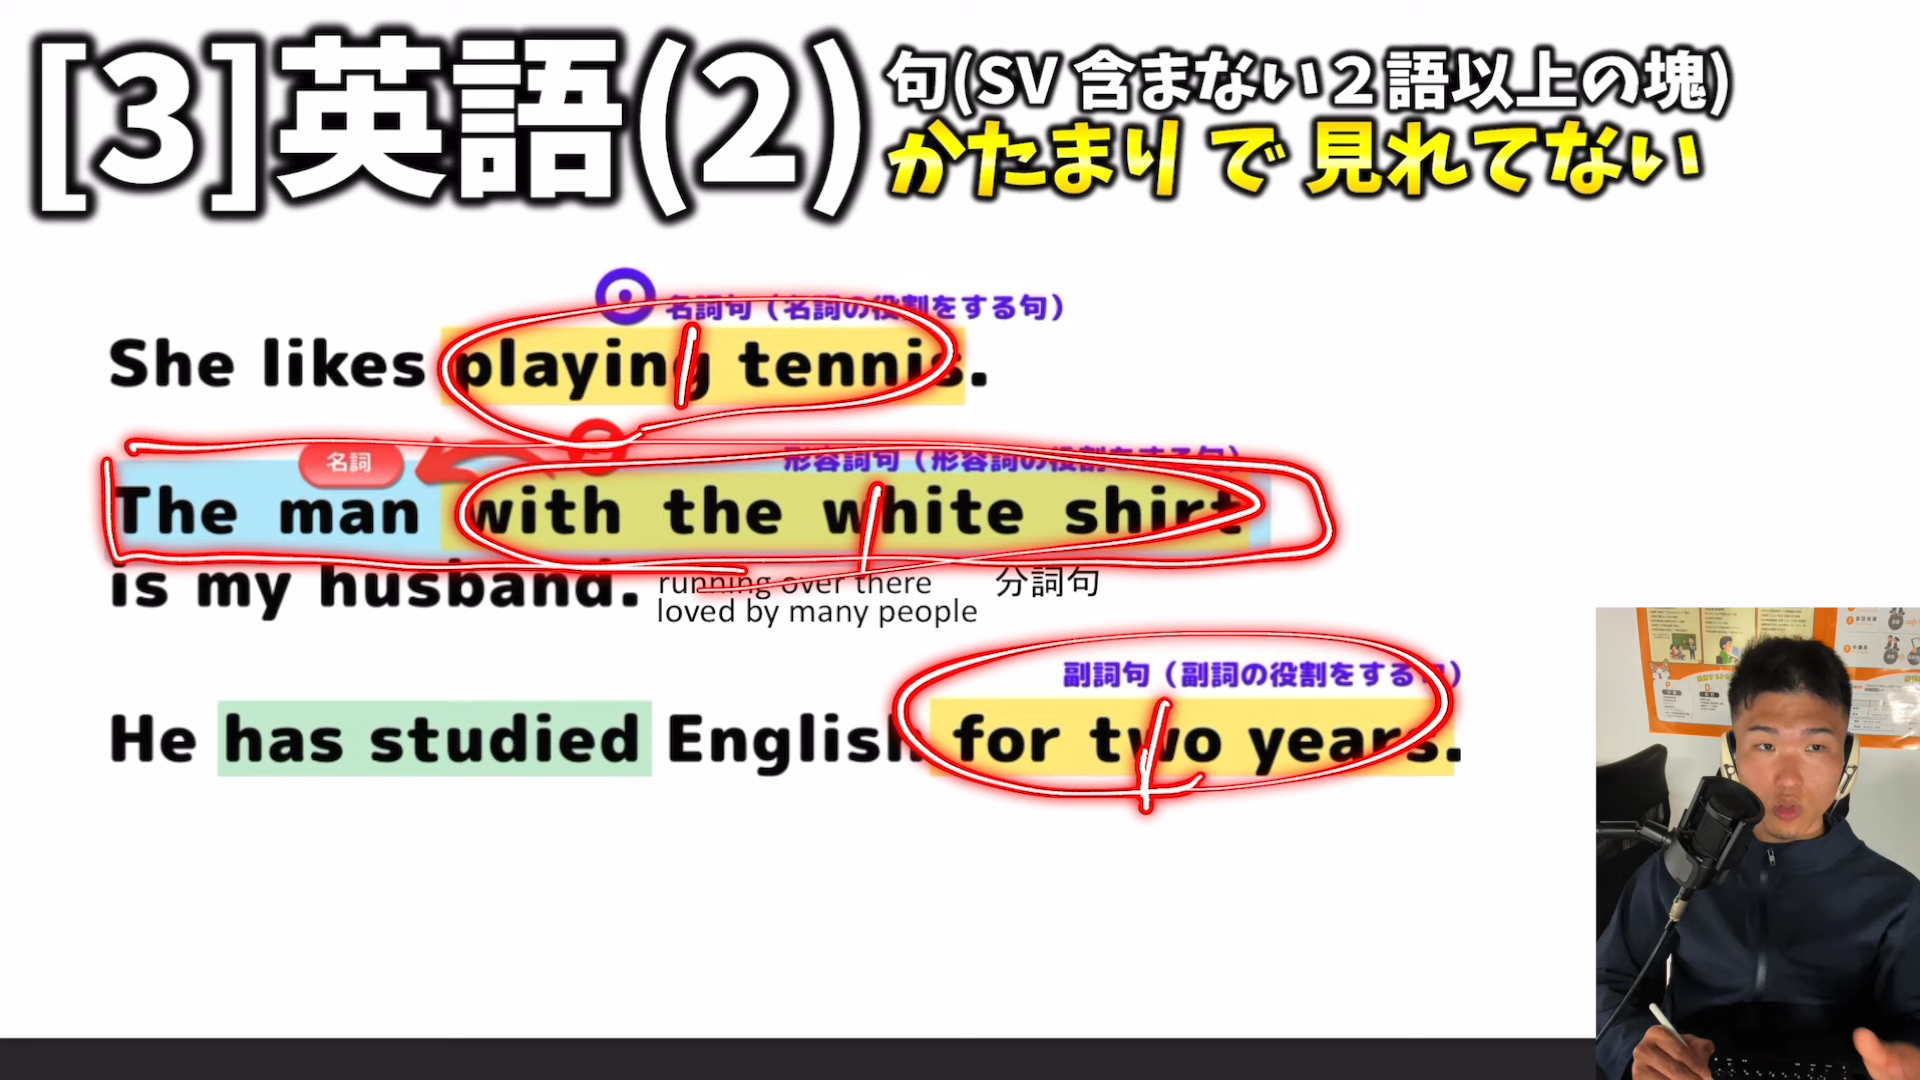 [3]英語(2)
句(SV含まない2語以上の塊)
かたまりで見れてない
名詞句(名詞の役割をする句)
She likes playing tennis.
名詞
形容詞句(形容詞の役割をする句)
The man with the white shirt
is my husband.
running over there 分詞句
loved by many people
副詞句(副詞の役割をする句)
He has studied English for two years.